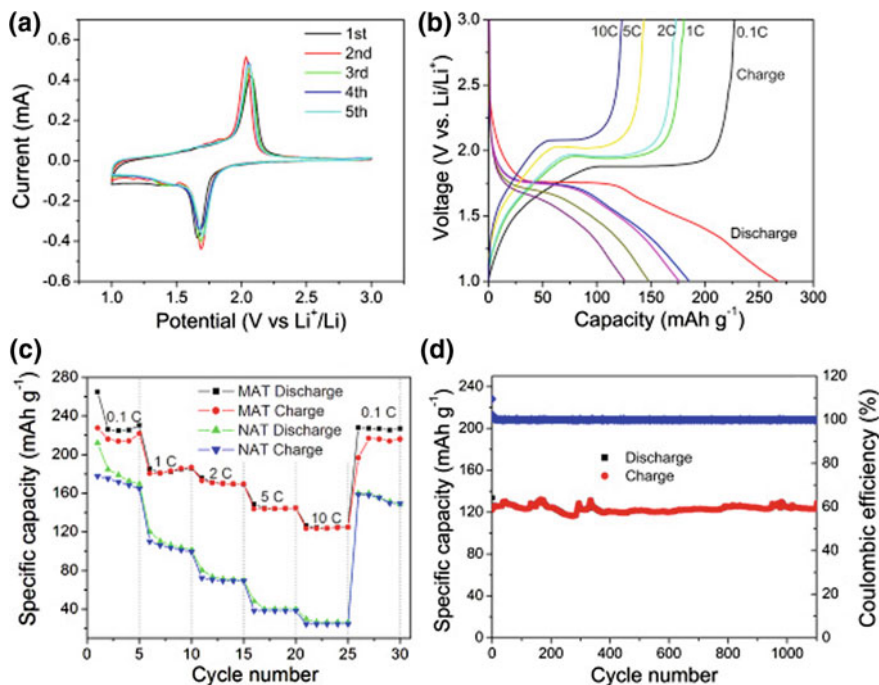 (a)
1st
2nd
3rd
4th
5th
Current (mA)
0.6
0.4
0.2
0.0
-0.2
-0.4
-0.6
1.0 1.5 2.0 2.5 3.0
Potential (V vs Li⁺/Li)
(b)
10C 5C 2C 1C 0.1C
Charge
Discharge
Voltage (V vs. Li/Li⁺)
3.0
2.5
2.0
1.5
1.0
0 50 100 150 200 250 300
Capacity (mAh g⁻¹)
(c)
MAT Discharge
MAT Charge
NAT Discharge
NAT Charge
0.1 C
1 C
2 C
5 C
10 C
0.1 C
Specific capacity (mAh g⁻¹)
280
240
200
160
120
80
40
0 5 10 15 20 25 30
Cycle number
(d)
Discharge
Charge
Specific capacity (mAh g⁻¹)
240
200
160
120
80
40
0
0 200 400 600 800 1000
Cycle number
120
100
80
60
40
20
0
Coulombic efficiency (%)